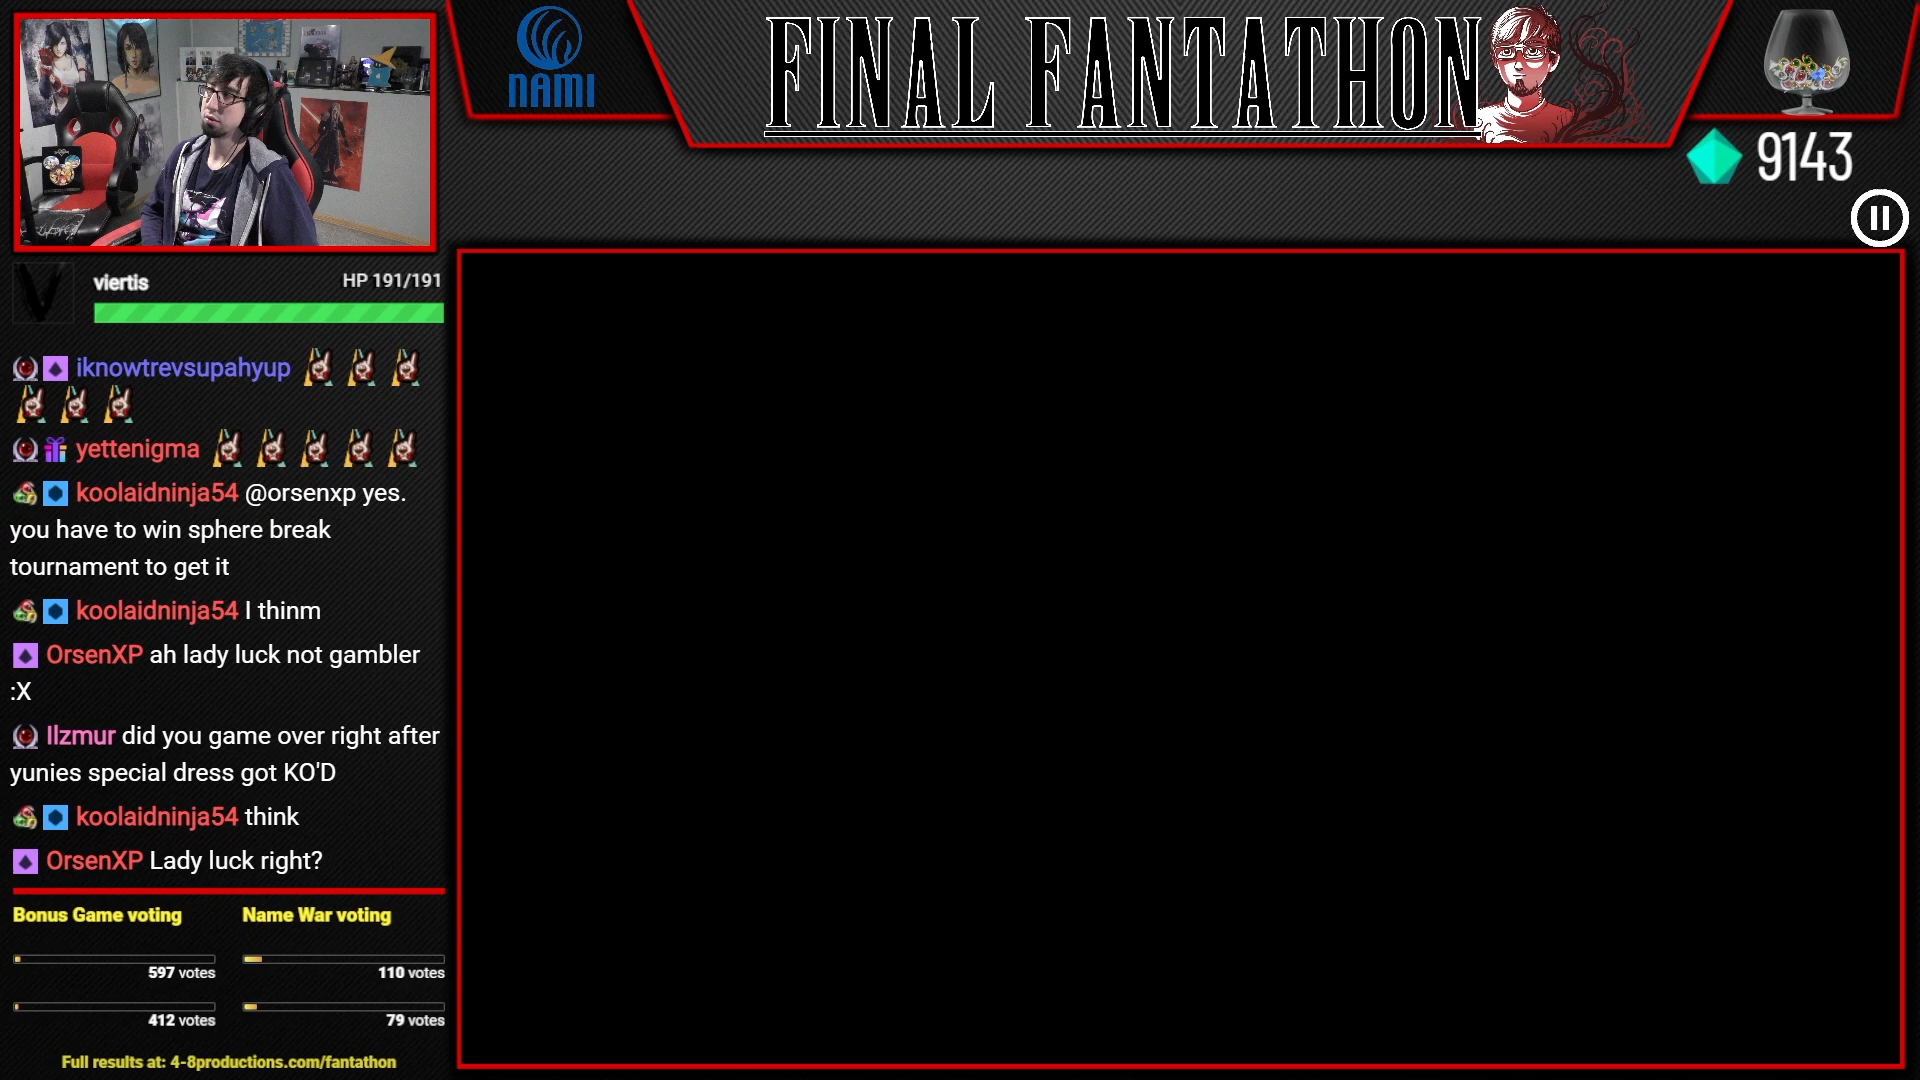 NAMI
FINAL FANTATHON
9143
viertis HP 191/191
iknowtrevsupahyup
yettenigma
koolaidninja54 @orsenxp yes.
you have to win sphere break
tournament to get it
koolaidninja54 I thinm
OrsenXP ah lady luck not gambler
:X
Ilzmur did you game over right after
yunies special dress got KO'D
koolaidninja54 think
OrsenXP Lady luck right?
Bonus Game voting Name War voting
597 votes 110 votes
412 votes 79 votes
Full results at: 4-8productions.com/fantathon